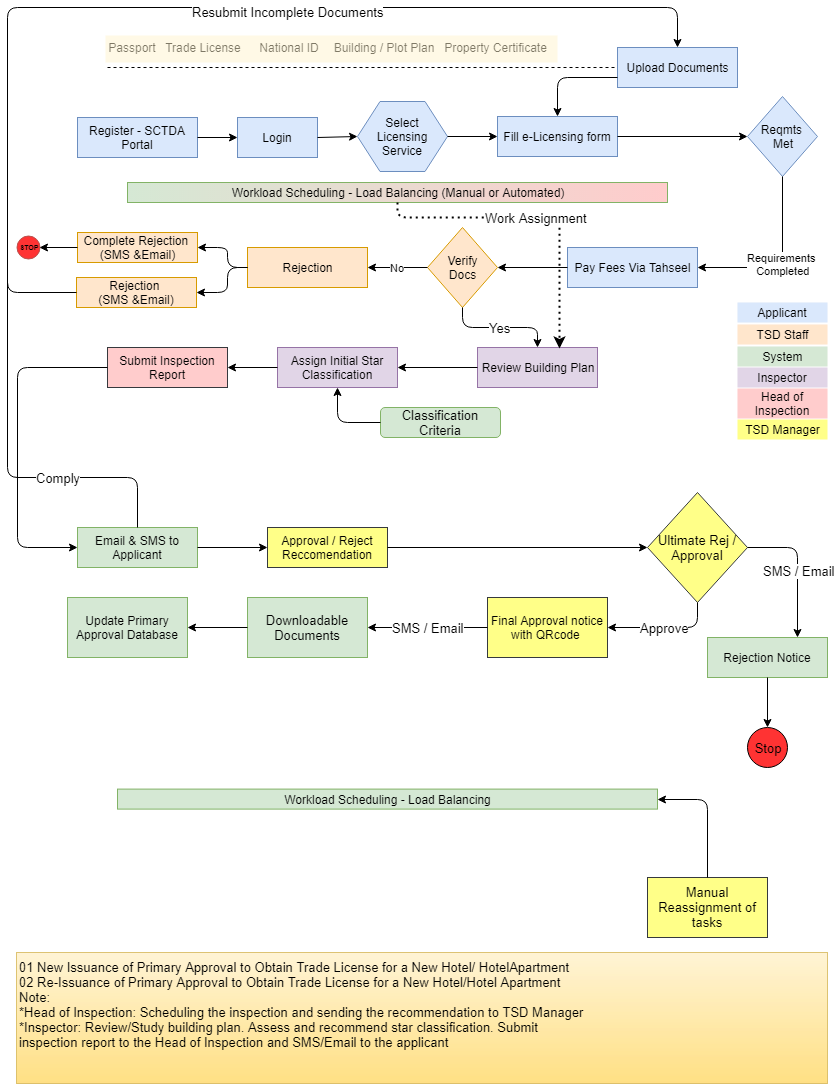 Resubmit Incomplete Documents
Passport Trade License National ID Building / Plot Plan Property Certificate
Upload Documents
Register - SCTDA
Portal
Login
Select
Licensing
Service
Fill e-Licensing form
Reqmts
Met
Workload Scheduling - Load Balancing (Manual or Automated)
Work Assignment
STOP
Complete Rejection
(SMS &Email)
Rejection
(SMS &Email)
Rejection
No
Verify
Docs
Pay Fees Via Tahseel
Requirements
Completed
Yes
Applicant
TSD Staff
System
Inspector
Head of
Inspection
TSD Manager
Submit Inspection
Report
Assign Initial Star
Classification
Review Building Plan
Classification
Criteria
Comply
Email & SMS to
Applicant
Approval / Reject
Reccomendation
Ultimate Rej /
Approval
SMS / Email
Update Primary
Approval Database
Downloadable
Documents
SMS / Email
Final Approval notice
with QRcode
Approve
Rejection Notice
Stop
Workload Scheduling - Load Balancing
Manual
Reassignment of
tasks
01 New Issuance of Primary Approval to Obtain Trade License for a New Hotel/ HotelApartment
02 Re-Issuance of Primary Approval to Obtain Trade License for a New Hotel/Hotel Apartment
Note:
*Head of Inspection: Scheduling the inspection and sending the recommendation to TSD Manager
*Inspector: Review/Study building plan. Assess and recommend star classification. Submit
inspection report to the Head of Inspection and SMS/Email to the applicant